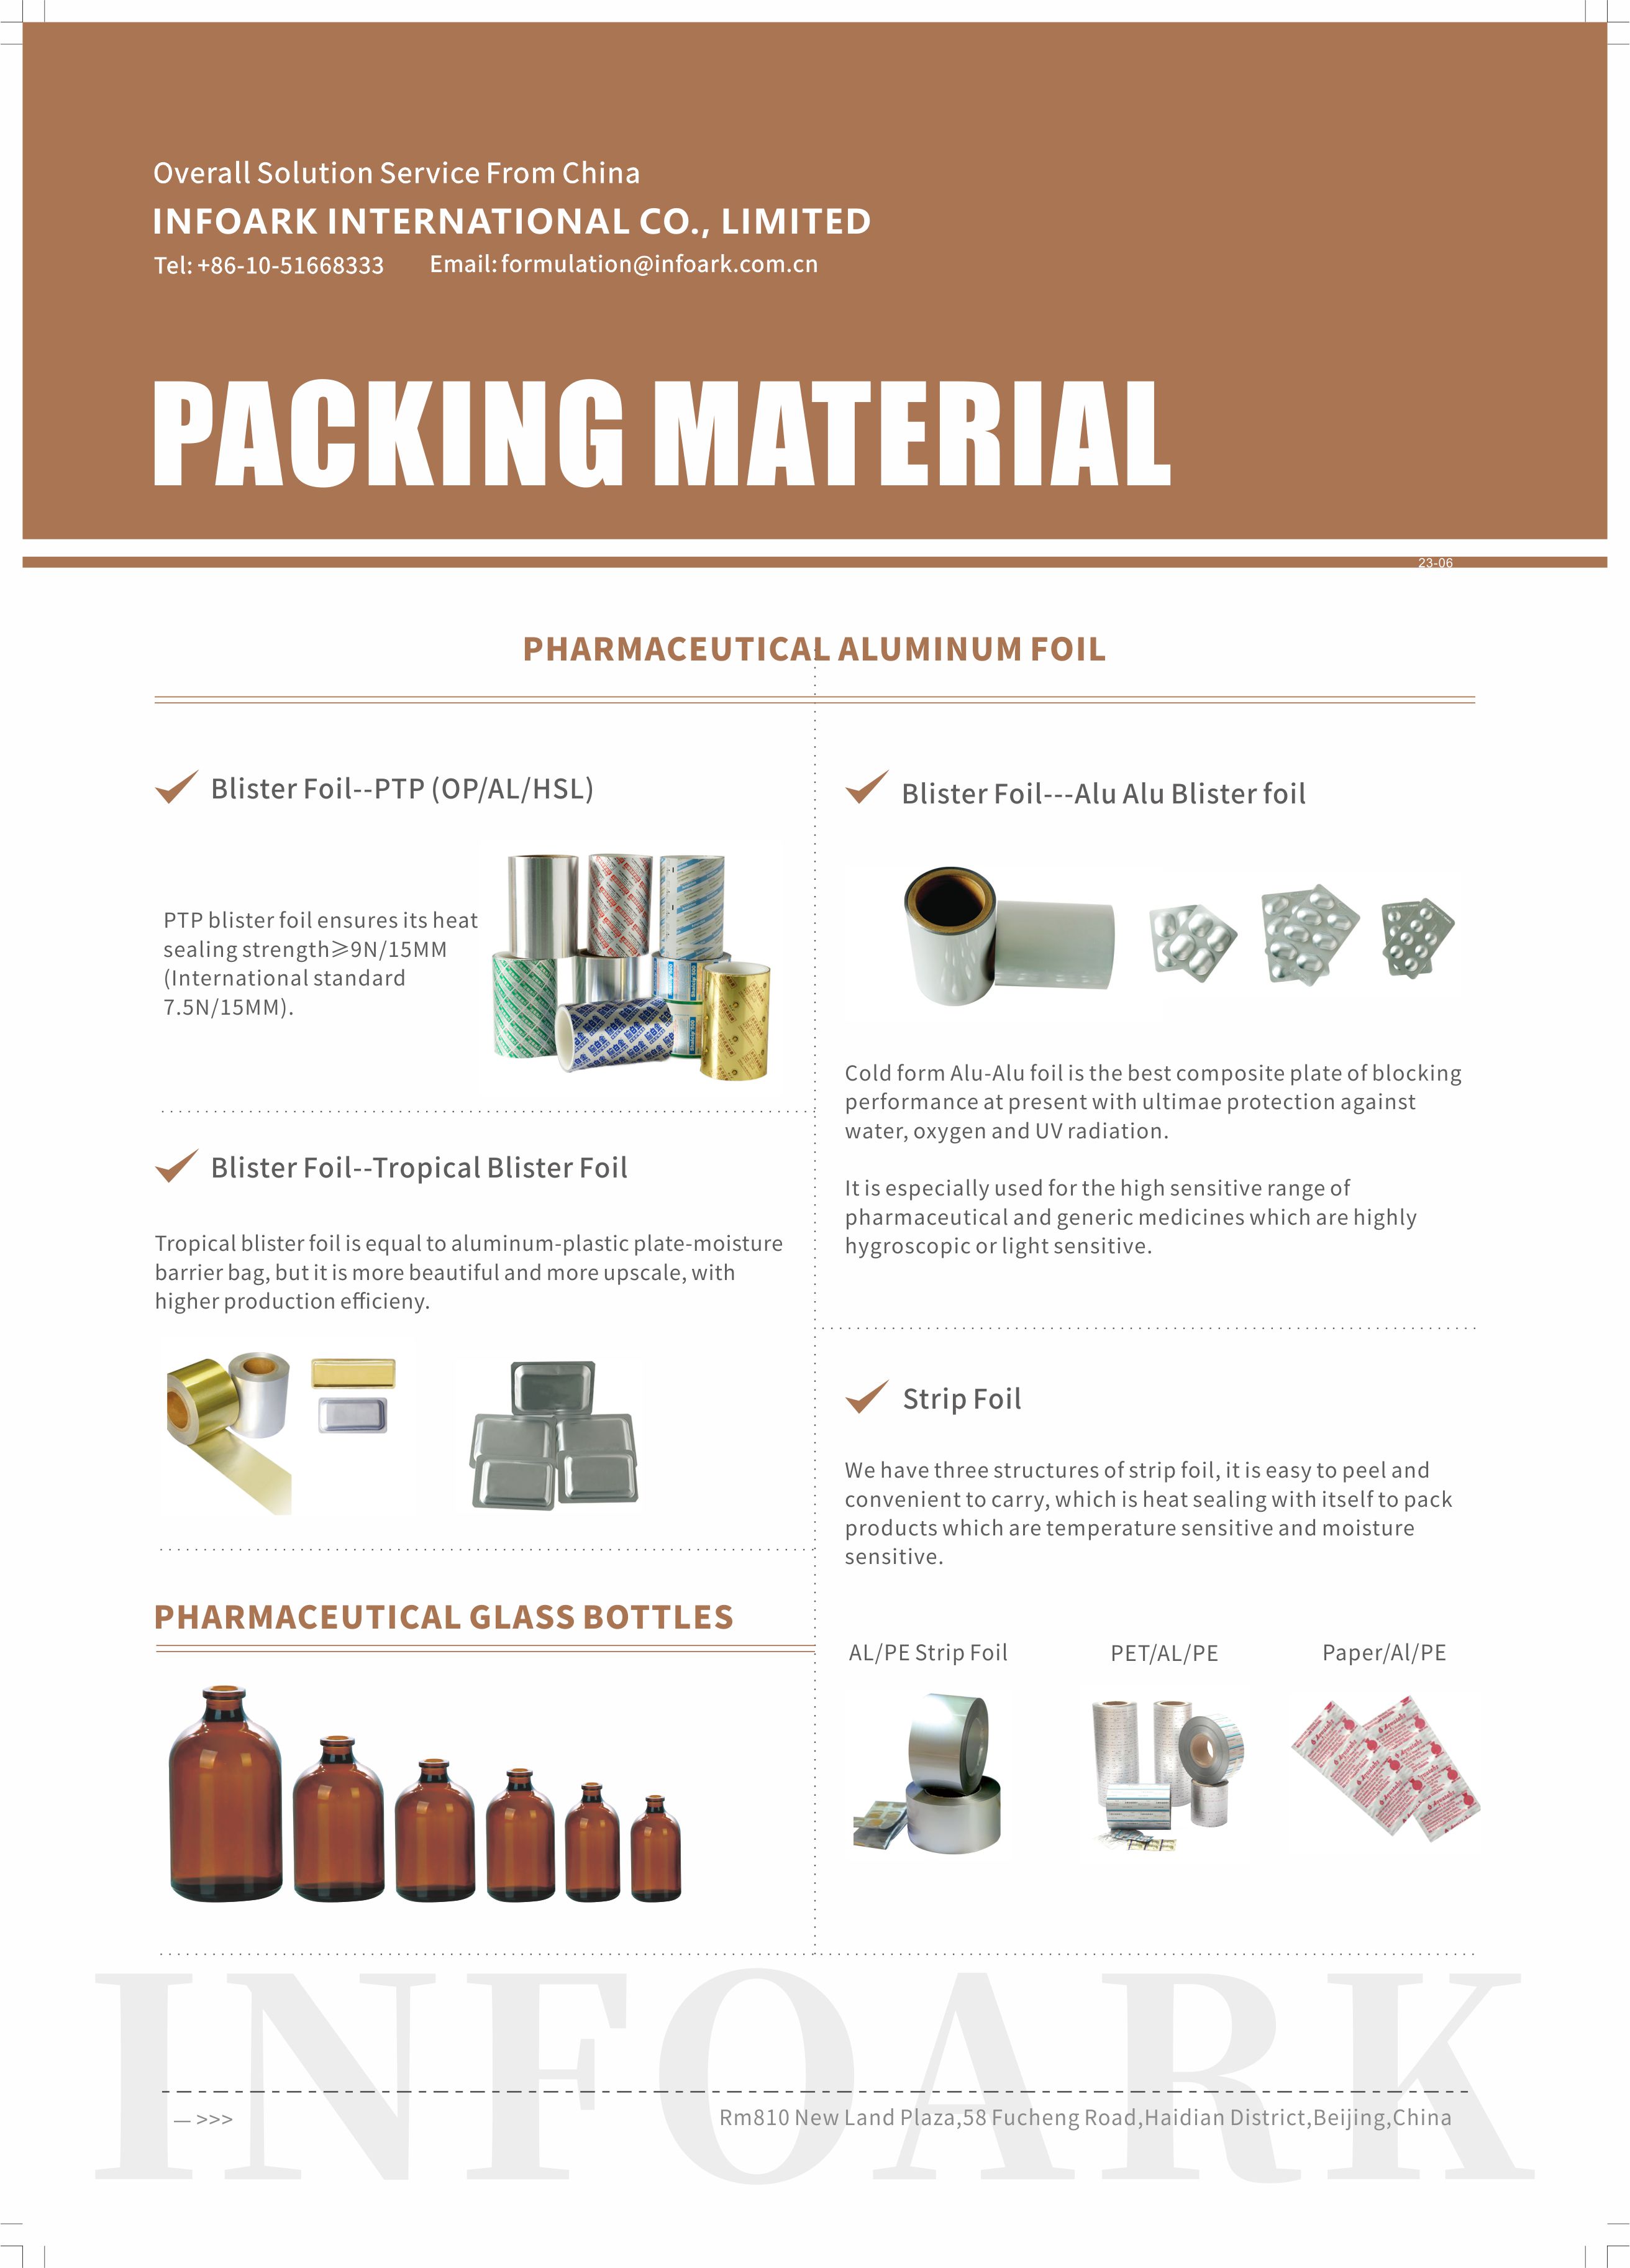 Overall Solution Service From China
INFOARK INTERNATIONAL CO., LIMITED
Tel: +86-10-51668333 Email: formulation@infoark.com.cn
PACKING MATERIAL
23-06
PHARMACEUTICAL ALUMINUM FOIL
Blister Foil--PTP (OP/AL/HSL)
PTP blister foil ensures its heat
sealing strength⩾9N/15MM
(International standard
7.5N/15MM).
Blister Foil--Tropical Blister Foil
Tropical blister foil is equal to aluminum-plastic plate-moisture
barrier bag, but it is more beautiful and more upscale, with
higher production efficieny.
PHARMACEUTICAL GLASS BOTTLES
Blister Foil---Alu Alu Blister foil
Cold form Alu-Alu foil is the best composite plate of blocking
performance at present with ultimae protection against
water, oxygen and UV radiation.
It is especially used for the high sensitive range of
pharmaceutical and generic medicines which are highly
hygroscopic or light sensitive.
Strip Foil
We have three structures of strip foil, it is easy to peel and
convenient to carry, which is heat sealing with itself to pack
products which are temperature sensitive and moisture
sensitive.
AL/PE Strip Foil PET/AL/PE Paper/Al/PE
INFOARK
— >>> Rm810 New Land Plaza,58 Fucheng Road,Haidian District,Beijing,China